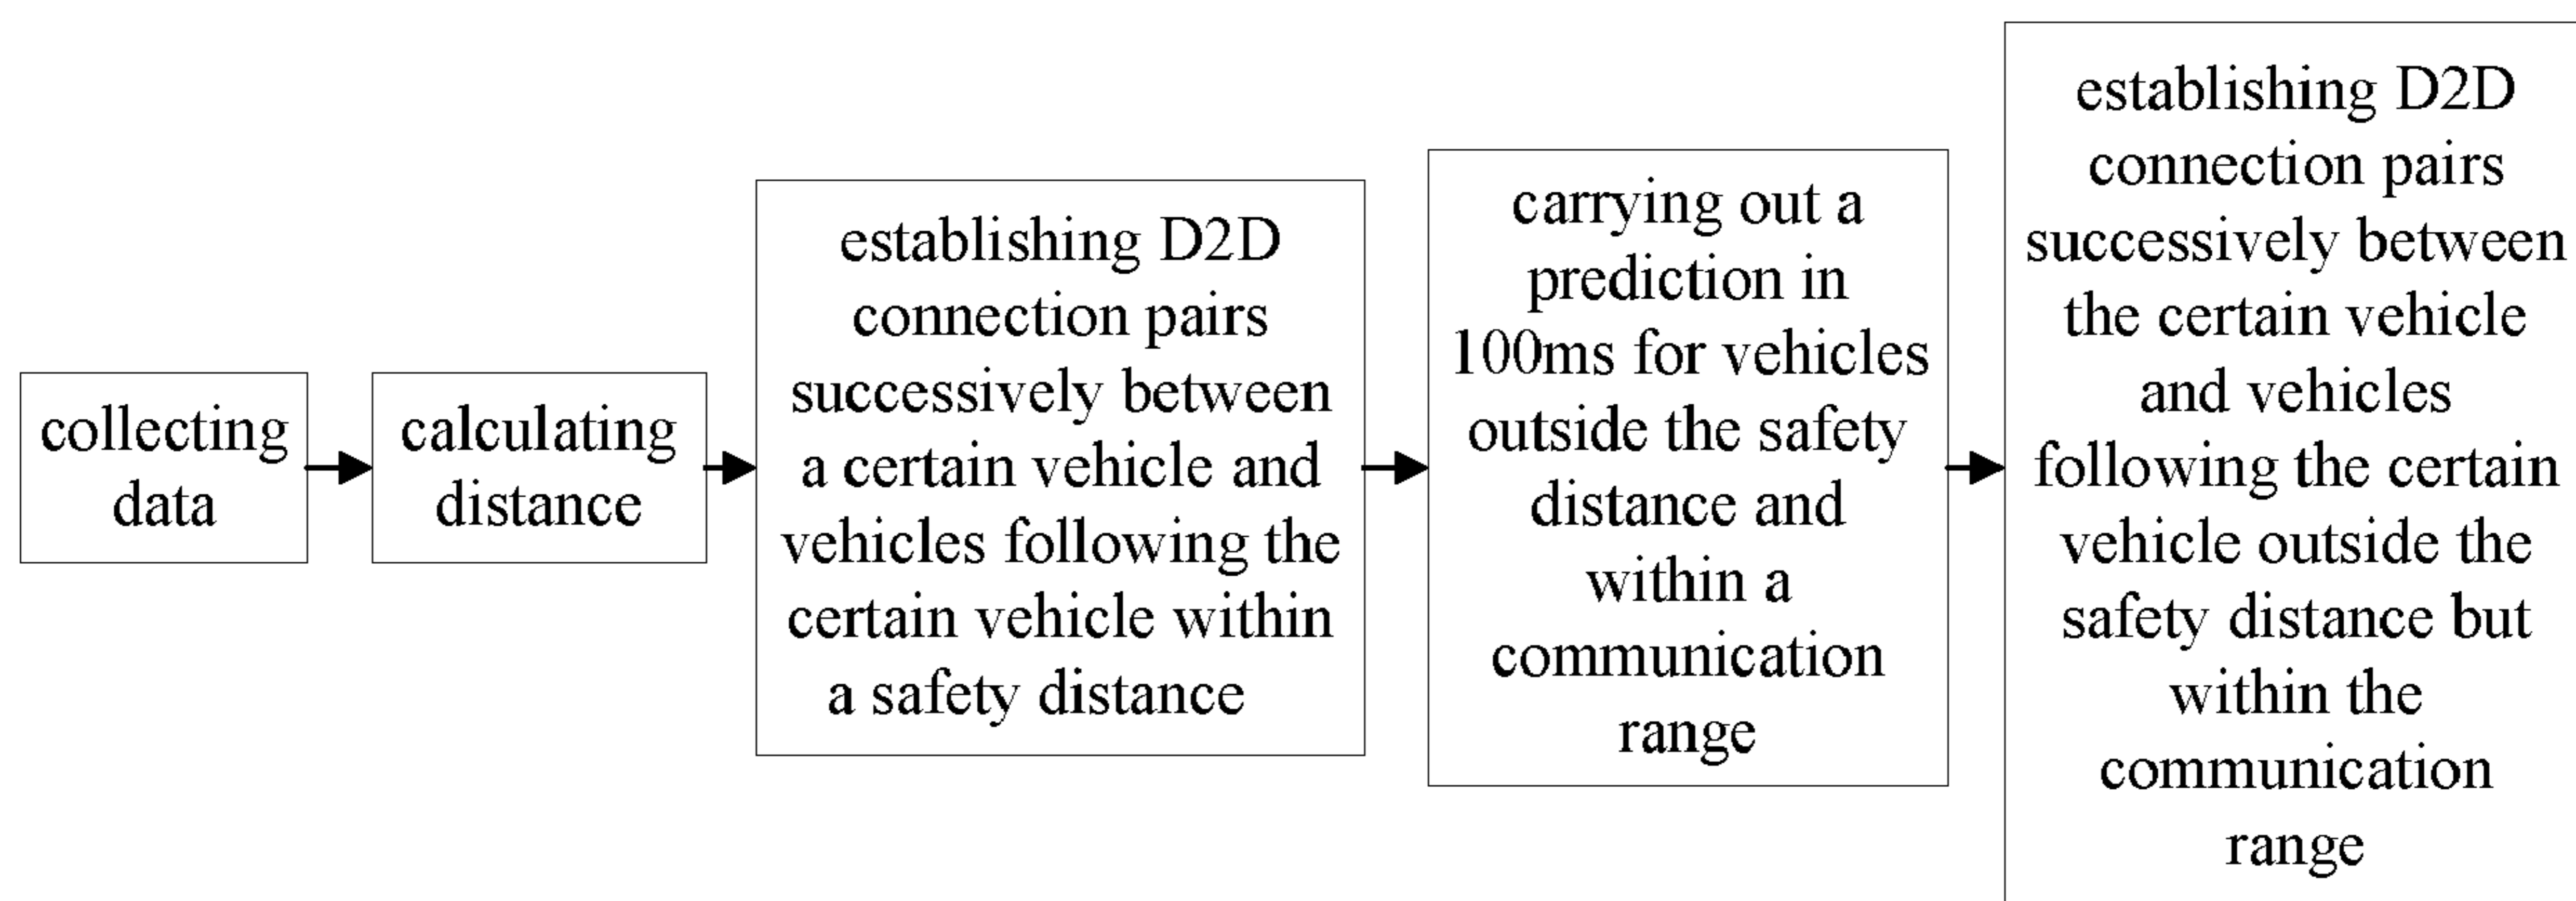 collecting
data
calculating
distance
establishing D2D
connection pairs
successively between
a certain vehicle and
vehicles following the
certain vehicle within
a safety distance
carrying out a
prediction in
100ms for vehicles
outside the safety
distance and
within a
communication
range
establishing D2D
connection pairs
successively between
the certain vehicle
and vehicles
following the certain
vehicle outside the
safety distance but
within the
communication
range